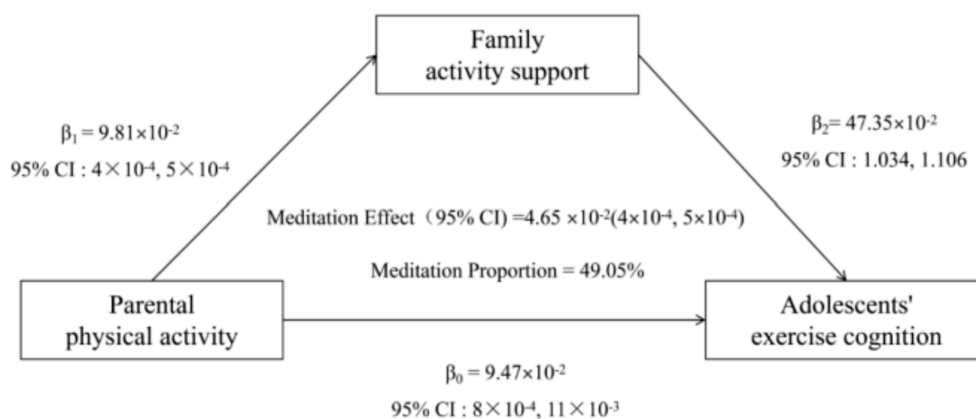 Family
activity support
β₁ = 9.81×10⁻²
95% CI : 4×10⁻⁴, 5×10⁻⁴
β₂= 47.35×10⁻²
95% CI : 1.034, 1.106
Meditation Effect（95% CI) =4.65 ×10⁻²(4×10⁻⁴, 5×10⁻⁴)
Meditation Proportion = 49.05%
Parental
physical activity
Adolescents'
exercise cognition
β₀ = 9.47×10⁻²
95% CI : 8×10⁻⁴, 11×10⁻³